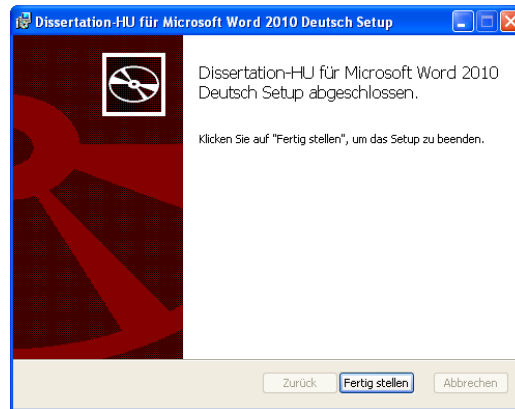 Dissertation-HU für Microsoft Word 2010 Deutsch Setup
Dissertation-HU für Microsoft Word 2010
Deutsch Setup abgeschlossen.
Klicken Sie auf "Fertig stellen", um das Setup zu beenden.
Zurück Fertig stellen Abbrechen